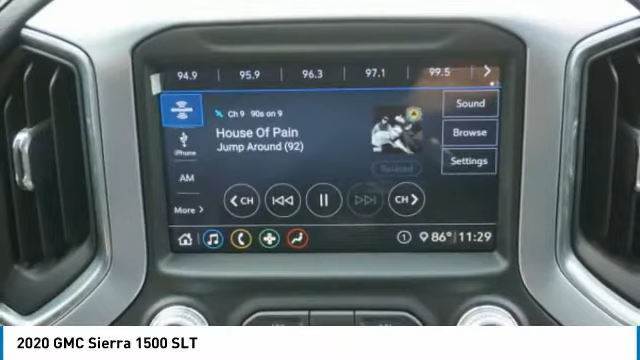 94.9 95.9 96.3 97.1 99.5
Ch 9 90s on 9
House Of Pain
Jump Around (92)
Sound
Browse
Settings
iPhone
AM
More
CH
CH
1 86° 11:29
2020 GMC Sierra 1500 SLT